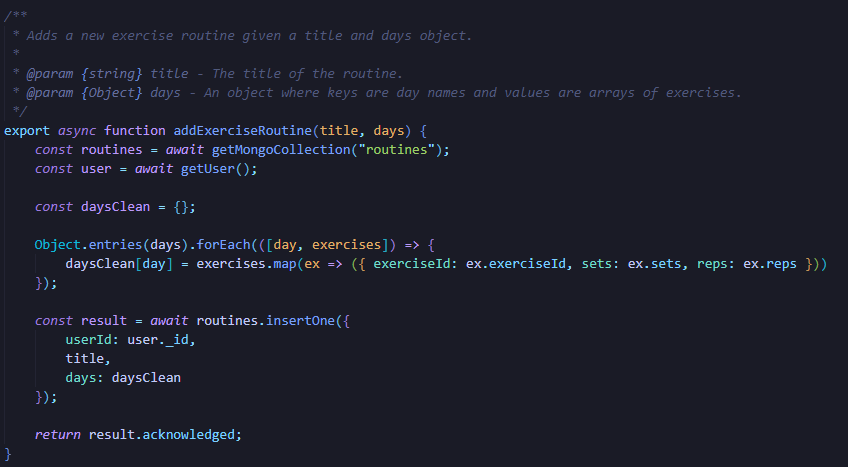 /**
 * Adds a new exercise routine given a title and days object.
 *
 * @param {string} title - The title of the routine.
 * @param {Object} days - An object where keys are day names and values are arrays of exercises.
 */
export async function addExerciseRoutine(title, days) {
    const routines = await getMongoCollection("routines");
    const user = await getUser();

    const daysClean = {};

    Object.entries(days).forEach(([day, exercises]) => {
        daysClean[day] = exercises.map(ex => ({ exerciseId: ex.exerciseId, sets: ex.sets, reps: ex.reps }))
    });

    const result = await routines.insertOne({
        userId: user._id,
        title,
        days: daysClean
    });

    return result.acknowledged;
}